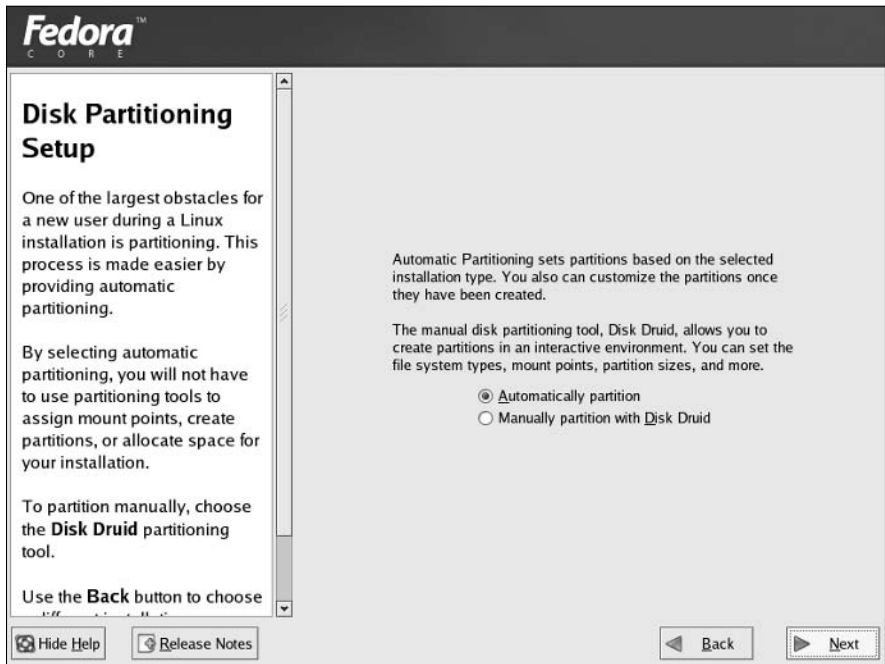 Fedora™
CORE
Disk Partitioning
Setup
One of the largest obstacles for
a new user during a Linux
installation is partitioning. This
process is made easier by
providing automatic
partitioning.
By selecting automatic
partitioning, you will not have
to use partitioning tools to
assign mount points, create
partitions, or allocate space for
your installation.
To partition manually, choose
the Disk Druid partitioning
tool.
Use the Back button to choose
Automatic Partitioning sets partitions based on the selected
installation type. You also can customize the partitions once
they have been created.
The manual disk partitioning tool, Disk Druid, allows you to
create partitions in an interactive environment. You can set the
file system types, mount points, partition sizes, and more.
Automatically partition
Manually partition with Disk Druid
Hide Help
Release Notes
Back
Next